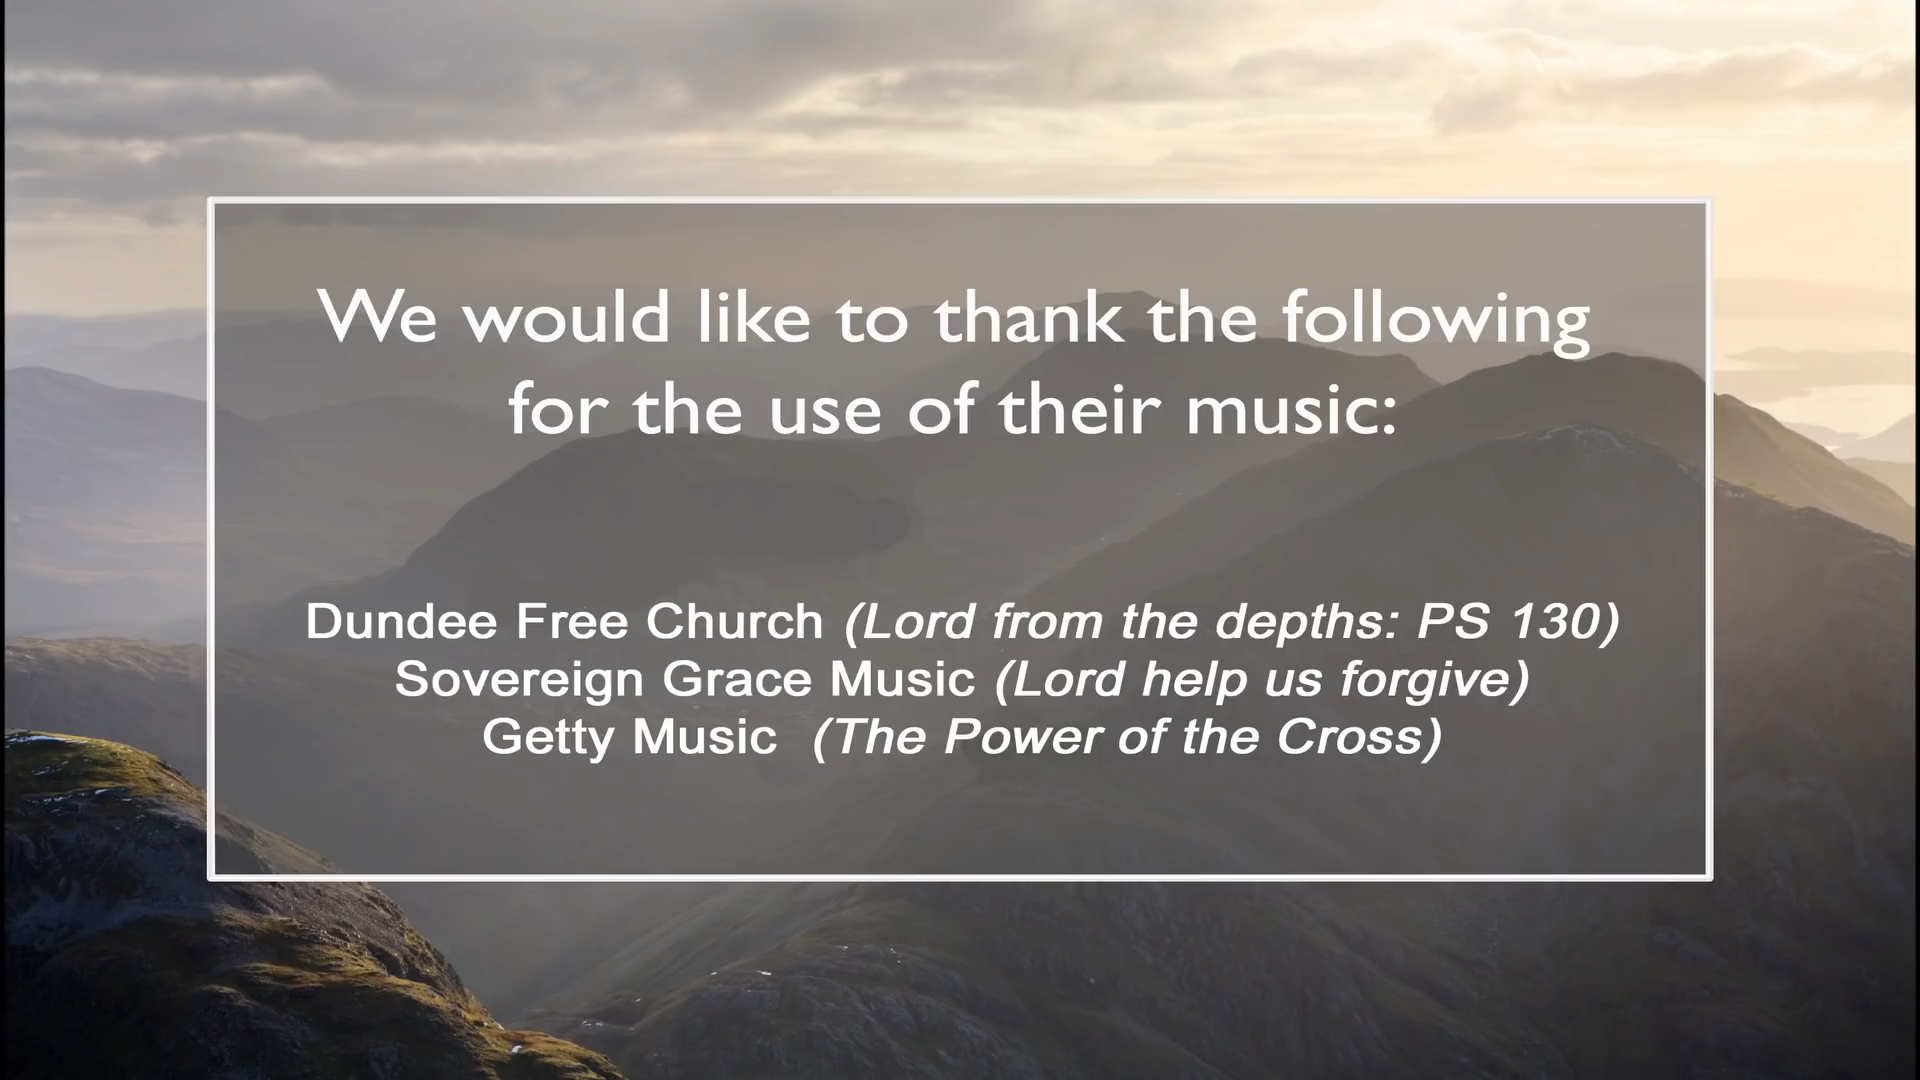 We would like to thank the following
for the use of their music:
Dundee Free Church (Lord from the depths: PS 130)
Sovereign Grace Music (Lord help us forgive)
Getty Music (The Power of the Cross)